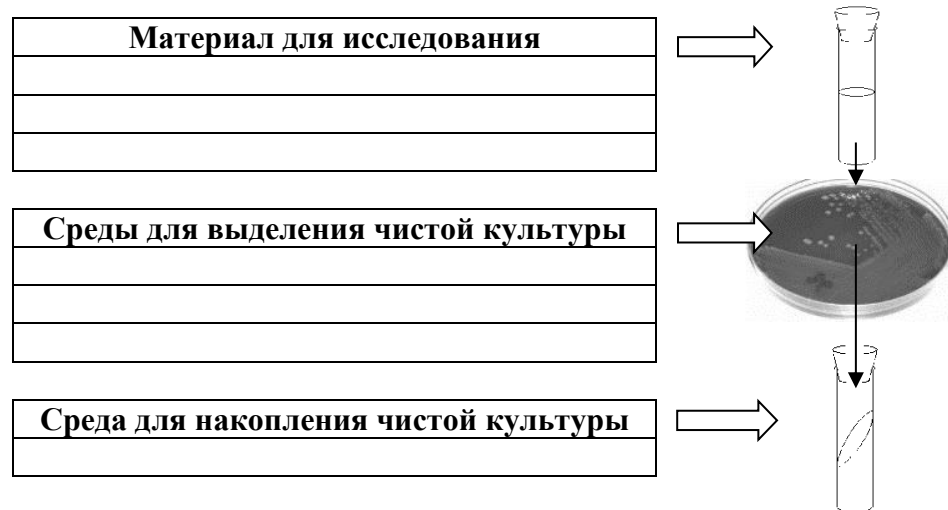 Материал для исследования
Среды для выделения чистой культуры
Среда для накопления чистой культуры